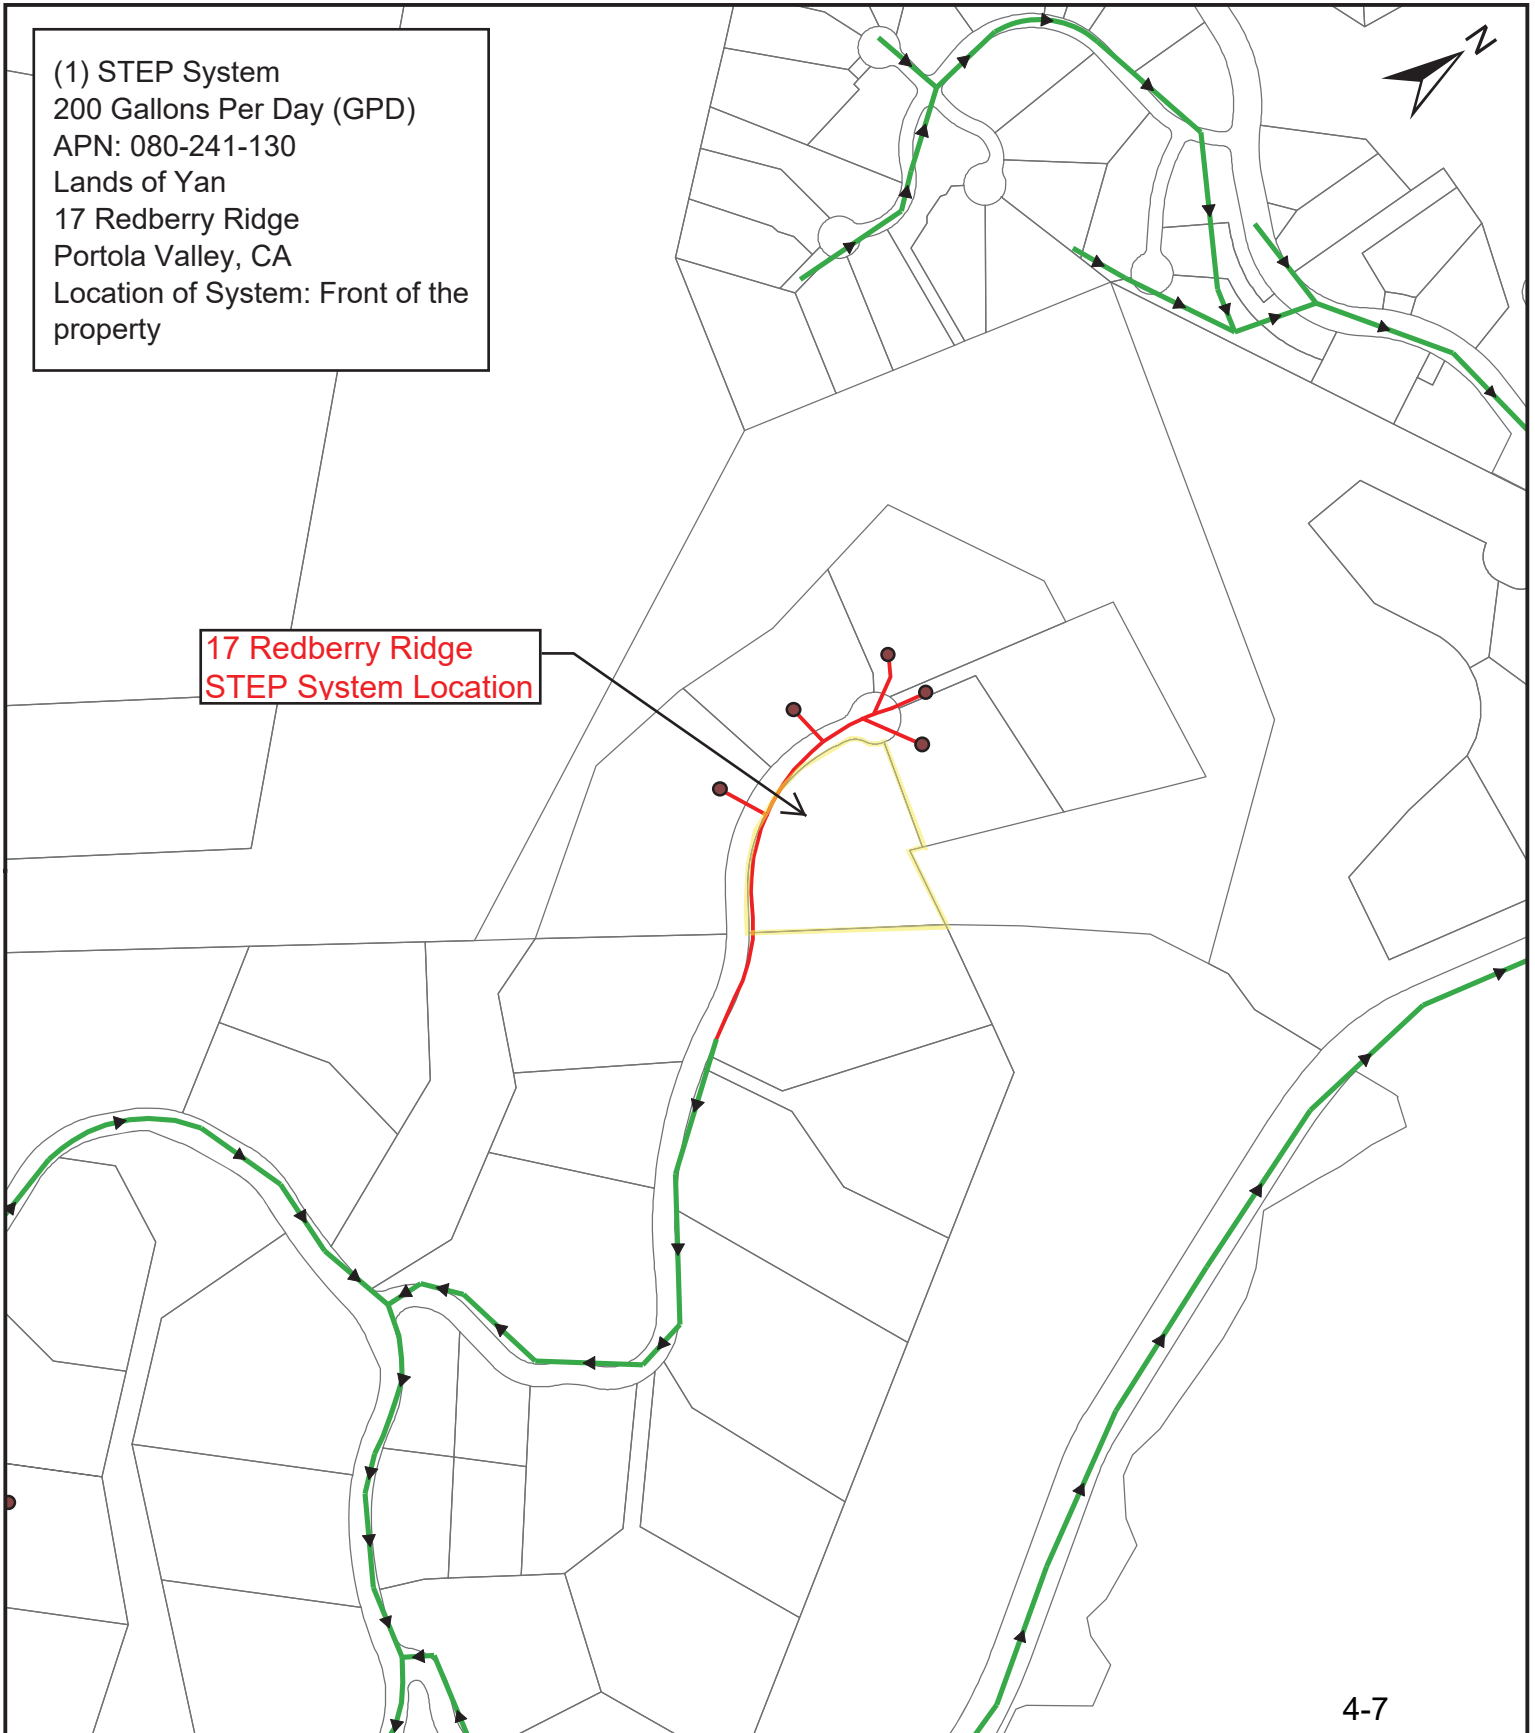 (1) STEP System
200 Gallons Per Day (GPD)
APN: 080-241-130
Lands of Yan
17 Redberry Ridge
Portola Valley, CA
Location of System: Front of the
property
N
17 Redberry Ridge
STEP System Location
4-7